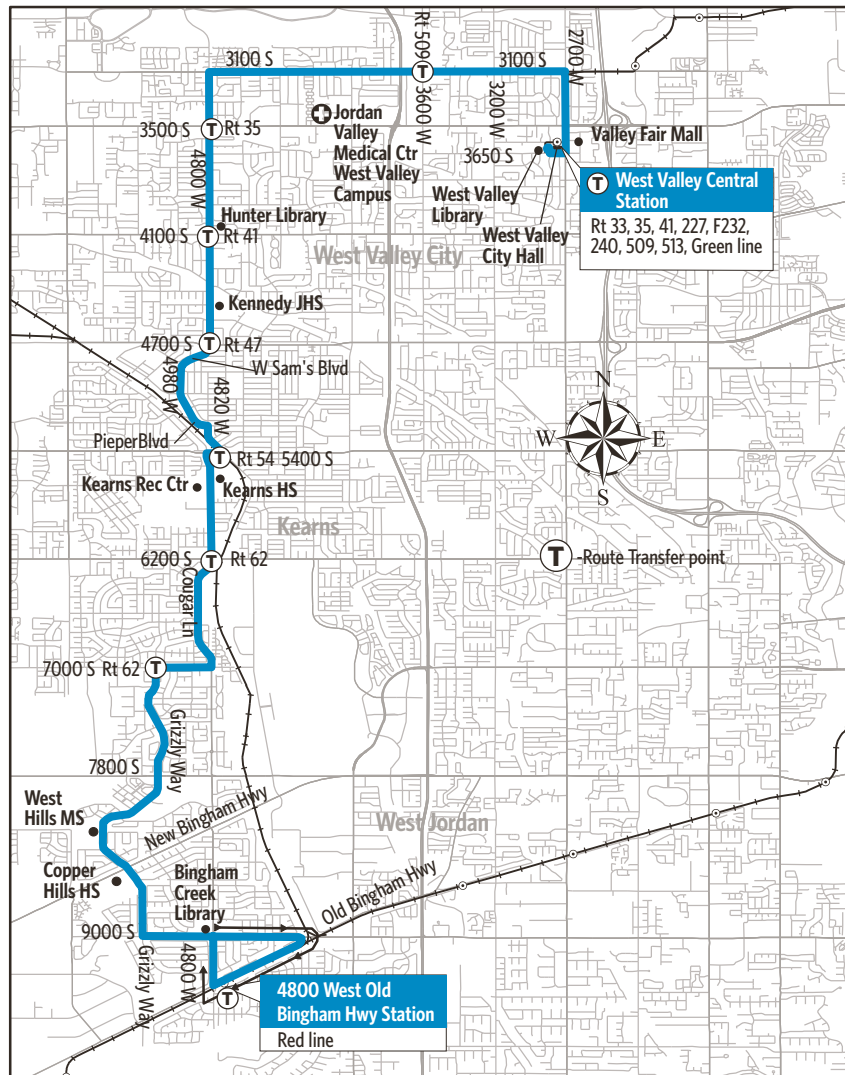 3100 S
Rt 509
3600 W
3100 S
3200 W
2700 W
3500 S
Rt 35
4800 W
Jordan
Valley
Medical Ctr
West Valley
Campus
Valley Fair Mall
3650 S
West Valley
Library
West Valley
City Hall
T West Valley Central
Station
Rt 33, 35, 41, 227, F232,
240, 509, 513, Green line
Hunter Library
4100 S
Rt 41
West Valley City
Kennedy JHS
4700 S
Rt 47
W Sam's Blvd
4980 W
4820 W
PieperBlvd
N
W
E
S
Rt 54 5400 S
Kearns Rec Ctr
Kearns HS
Kearns
6200 S
Rt 62
T -Route Transfer point
Cougar Ln
7000 S Rt 62
Grizzly Way
7800 S
West
Hills MS
New Bingham Hwy
West Jordan
Copper
Hills HS
Bingham
Creek
Library
Old Bingham Hwy
9000 S
Grizzly Way
4800 W
T
4800 West Old
Bingham Hwy Station
Red line
T
T
T
T
T
T
T